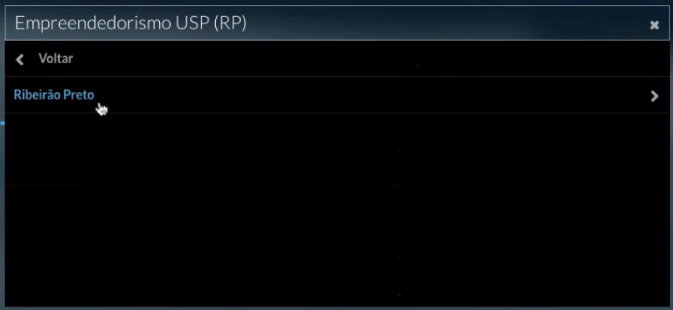 Empreendedorismo USP (RP)
Voltar
Ribeirão Preto